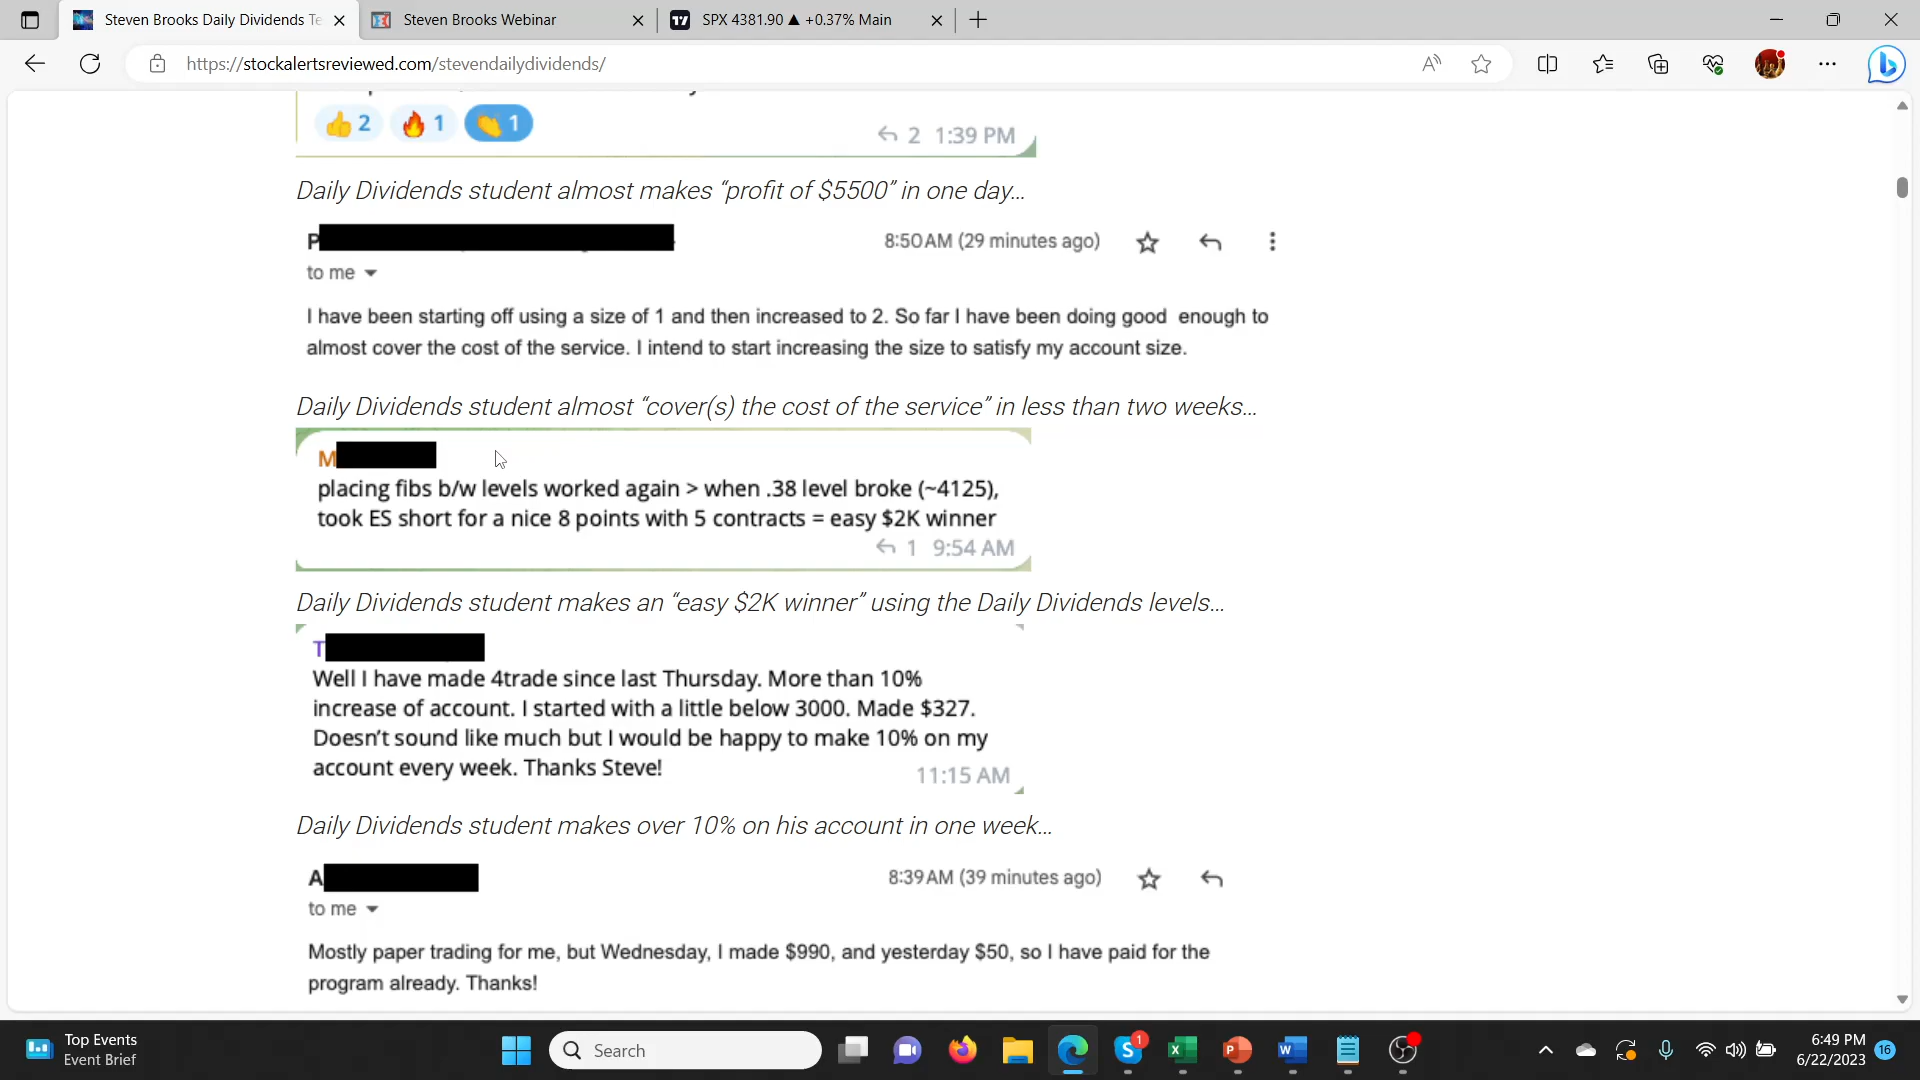 Steven Brooks Daily Dividends Te
Steven Brooks Webinar
SPX 4381.90 ▲ +0.37% Main
https://stockalertsreviewed.com/stevendailydividends/
2 1 1
2 1:39 PM
Daily Dividends student almost makes “profit of $5500” in one day...
P
8:50 AM (29 minutes ago)
to me
I have been starting off using a size of 1 and then increased to 2. So far I have been doing good enough to
almost cover the cost of the service. I intend to start increasing the size to satisfy my account size.
Daily Dividends student almost “cover(s) the cost of the service” in less than two weeks...
M
placing fibs b/w levels worked again > when .38 level broke (~4125),
took ES short for a nice 8 points with 5 contracts = easy $2K winner
1 9:54 AM
Daily Dividends student makes an “easy $2K winner” using the Daily Dividends levels...
T
Well I have made 4trade since last Thursday. More than 10%
increase of account. I started with a little below 3000. Made $327.
Doesn't sound like much but I would be happy to make 10% on my
account every week. Thanks Steve!
11:15 AM
Daily Dividends student makes over 10% on his account in one week...
A
8:39 AM (39 minutes ago)
to me
Mostly paper trading for me, but Wednesday, I made $990, and yesterday $50, so I have paid for the
program already. Thanks!
Top Events
Event Brief
Search
1
6:49 PM
6/22/2023
16